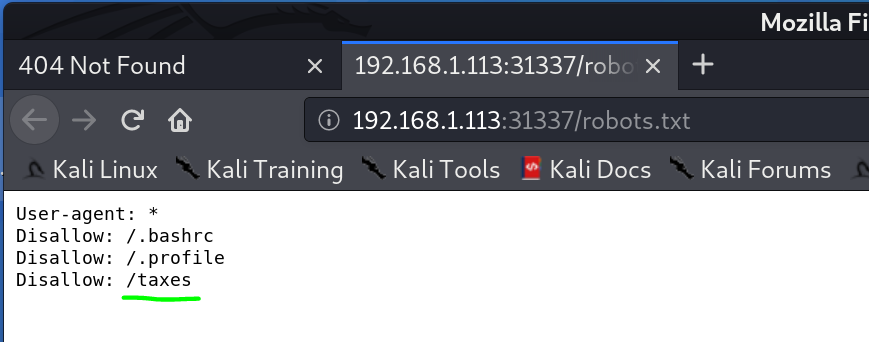 Mozilla Fi
404 Not Found
192.168.1.113:31337/robo
192.168.1.113:31337/robots.txt
Kali Linux Kali Training Kali Tools Kali Docs Kali Forums
User-agent: *
Disallow: /.bashrc
Disallow: /.profile
Disallow: /taxes